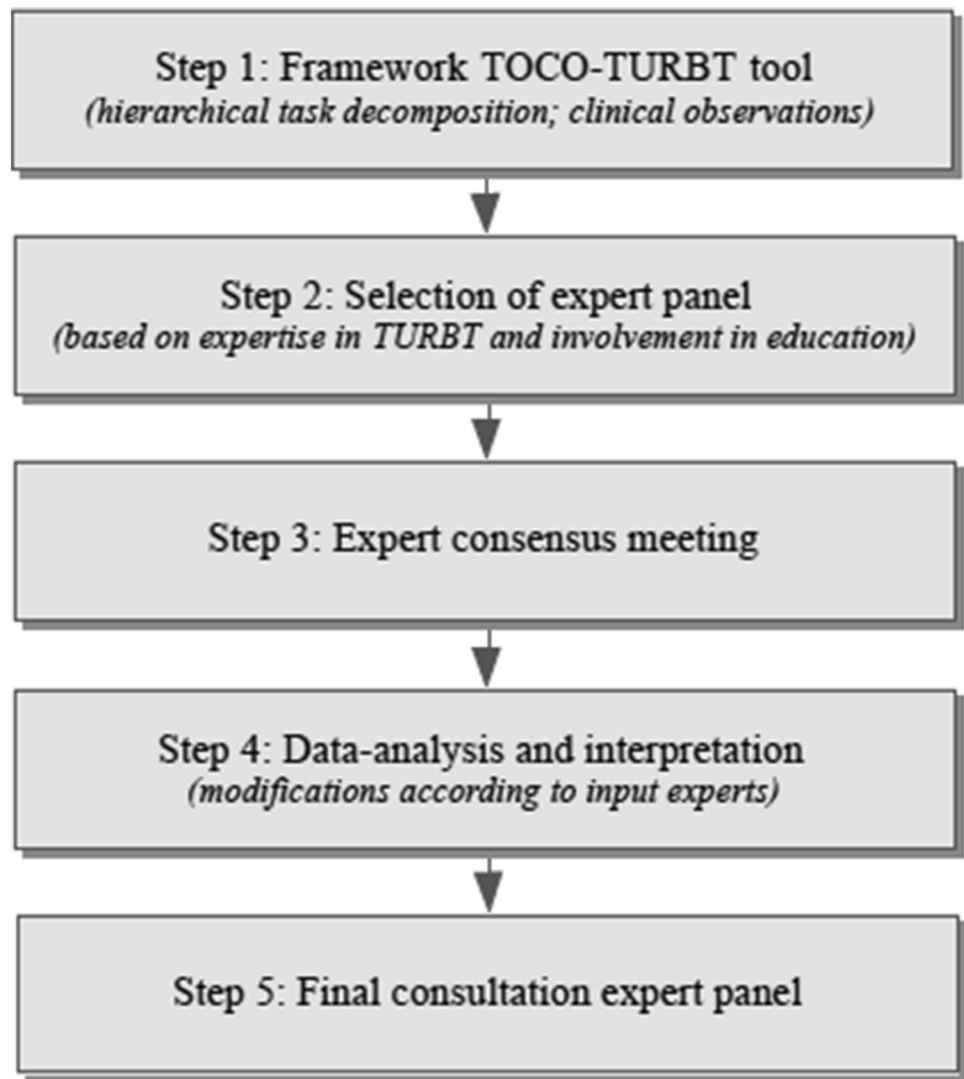 Step 1: Framework TOCO-TURBT tool
(hierarchical task decomposition; clinical observations)
Step 2: Selection of expert panel
(based on expertise in TURBT and involvement in education)
Step 3: Expert consensus meeting
Step 4: Data-analysis and interpretation
(modifications according to input experts)
Step 5: Final consultation expert panel